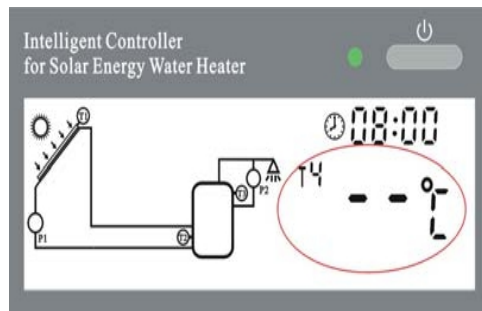 Intelligent Controller
for Solar Energy Water Heater
T1
08:00
T4
- - °C
P2
T3
T2
P1